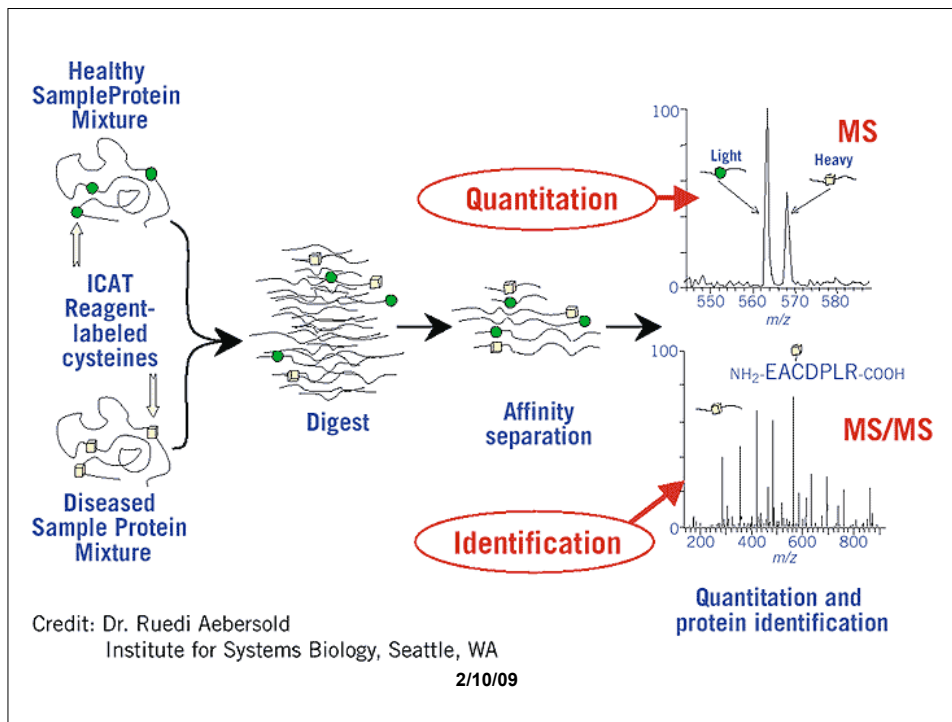 Healthy
SampleProtein
Mixture
ICAT
Reagent-
labeled
cysteines
Diseased
Sample Protein
Mixture
Digest
Affinity
separation
Quantitation
Identification
MS
100
Light
Heavy
0
550 560 570 580
m/z
100
NH2-EACDPLR-COOH
MS/MS
0
200 400 600 800
m/z
Quantitation and
protein identification
Credit: Dr. Ruedi Aebersold
Institute for Systems Biology, Seattle, WA
2/10/09